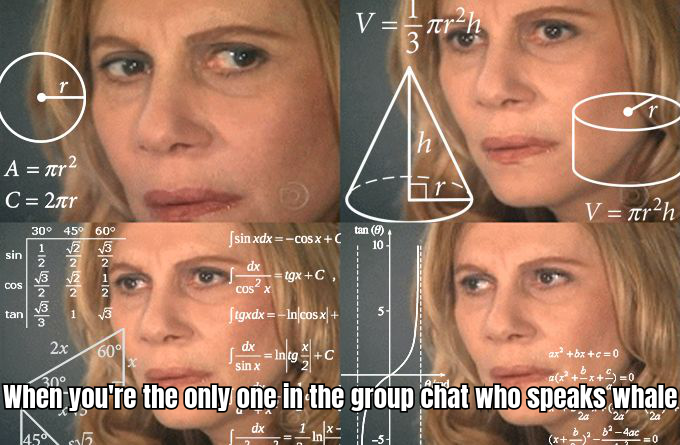 r
A = πr²
C = 2πr
V = 1/3 πr²h
h
r
r
V = πr²h
30° 45° 60°
sin 1/2 √2/2 √3/2
cos √3/2 √2/2 1/2
tan √3/3 1 √3
2x 60° x
30°
45°
∫sin xdx = −cos x + C
∫dx/cos² x = tgx + C ,
∫tgxdx = −ln|cos x| +
∫dx/sin x = ln|tg x/2| + C
tan (θ)
10
5
−5
ax² + bx + c = 0
a(x² + b/a x + c/a) = 0
When you're the only one in the group chat who speaks whale